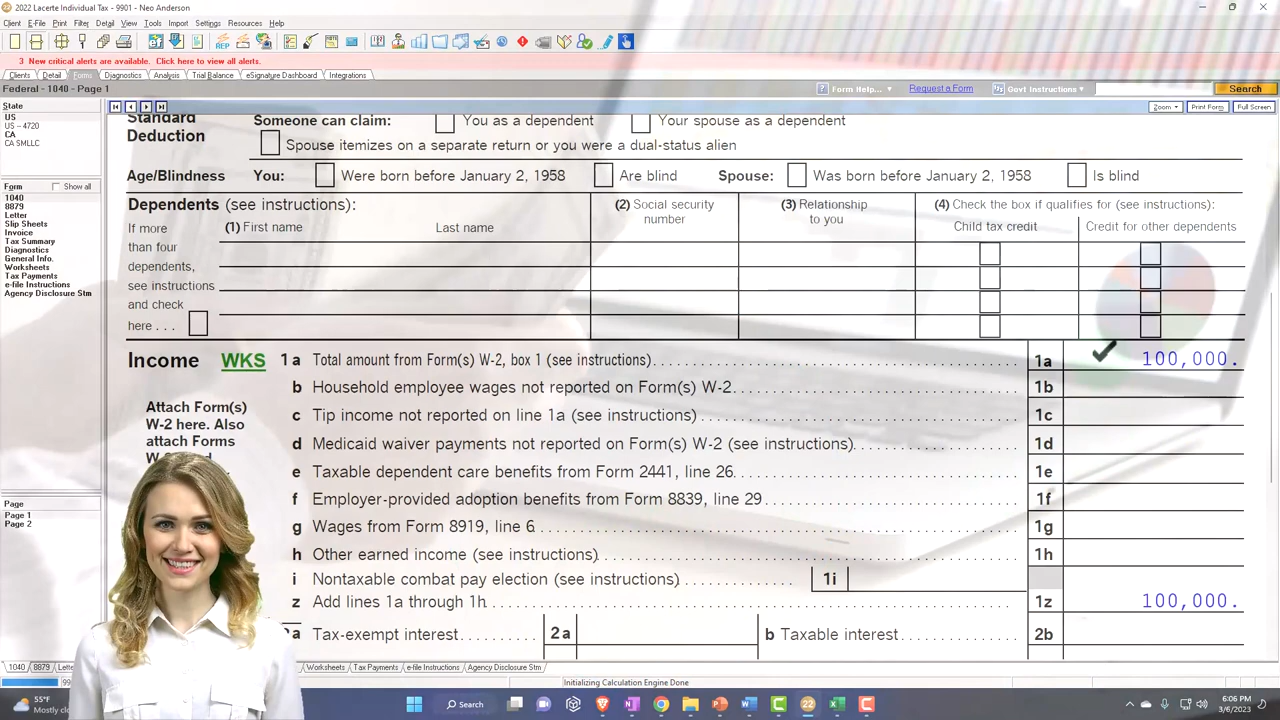 2022 Lacerte Individual Tax - 9901 - Neo Anderson
Client E-File Print Filter Detail View Tools Import Settings Resources Help
REP
3 New critical alerts are available. Click here to view all alerts.
Clients Detail Forms Diagnostics Analysis Trial Balance eSignature Dashboard Integrations
Federal - 1040 - Page 1 Form Help... Request a Form Govt Instructions Search
Zoom Print Form Full Screen
State
US
US - 4720
CA
CA SMLLC
Form Show all
1040
8879
Letter
Slip Sheets
Invoice
Tax Summary
Diagnostics
General Info.
Worksheets
Tax Payments
e-file Instructions
Agency Disclosure Stm
Page
Page 1
Page 2
Standard Deduction
Someone can claim: You as a dependent Your spouse as a dependent
Spouse itemizes on a separate return or you were a dual-status alien
Age/Blindness You: Were born before January 2, 1958 Are blind Spouse: Was born before January 2, 1958 Is blind
Dependents (see instructions): (2) Social security number (3) Relationship to you (4) Check the box if qualifies for (see instructions):
(1) First name Last name Child tax credit Credit for other dependents
If more
than four
dependents,
see instructions
and check
here . . .
Income WKS 1 a Total amount from Form(s) W-2, box 1 (see instructions) 1a 100,000.
b Household employee wages not reported on Form(s) W-2 1b
c Tip income not reported on line 1a (see instructions) 1c
d Medicaid waiver payments not reported on Form(s) W-2 (see instructions) 1d
e Taxable dependent care benefits from Form 2441, line 26 1e
f Employer-provided adoption benefits from Form 8839, line 29 1f
g Wages from Form 8919, line 6 1g
h Other earned income (see instructions) 1h
i Nontaxable combat pay election (see instructions) 1i
z Add lines 1a through 1h 1z 100,000.
Tax-exempt interest 2a b Taxable interest 2b
Attach Form(s)
W-2 here. Also
attach Forms
1040 8879 Worksheets Tax Payments e-file Instructions Agency Disclosure Stm
Initializing Calculation Engine Done
55°F
Search
22
6:06 PM
3/6/2023